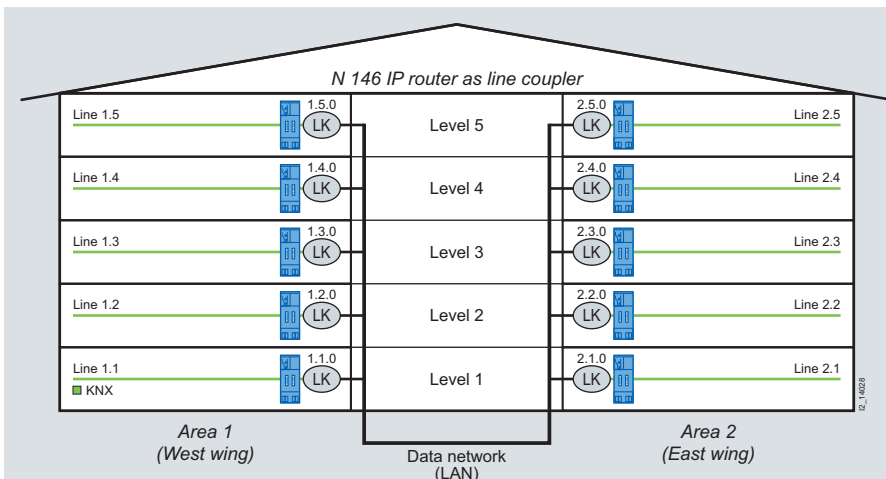 N 146 IP router as line coupler
Line 1.5
1.5.0
LK
Level 5
2.5.0
LK
Line 2.5
Line 1.4
1.4.0
LK
Level 4
2.4.0
LK
Line 2.4
Line 1.3
1.3.0
LK
Level 3
2.3.0
LK
Line 2.3
Line 1.2
1.2.0
LK
Level 2
2.2.0
LK
Line 2.2
Line 1.1
KNX
1.1.0
LK
Level 1
2.1.0
LK
Line 2.1
I2_14028
Area 1
(West wing)
Data network
(LAN)
Area 2
(East wing)